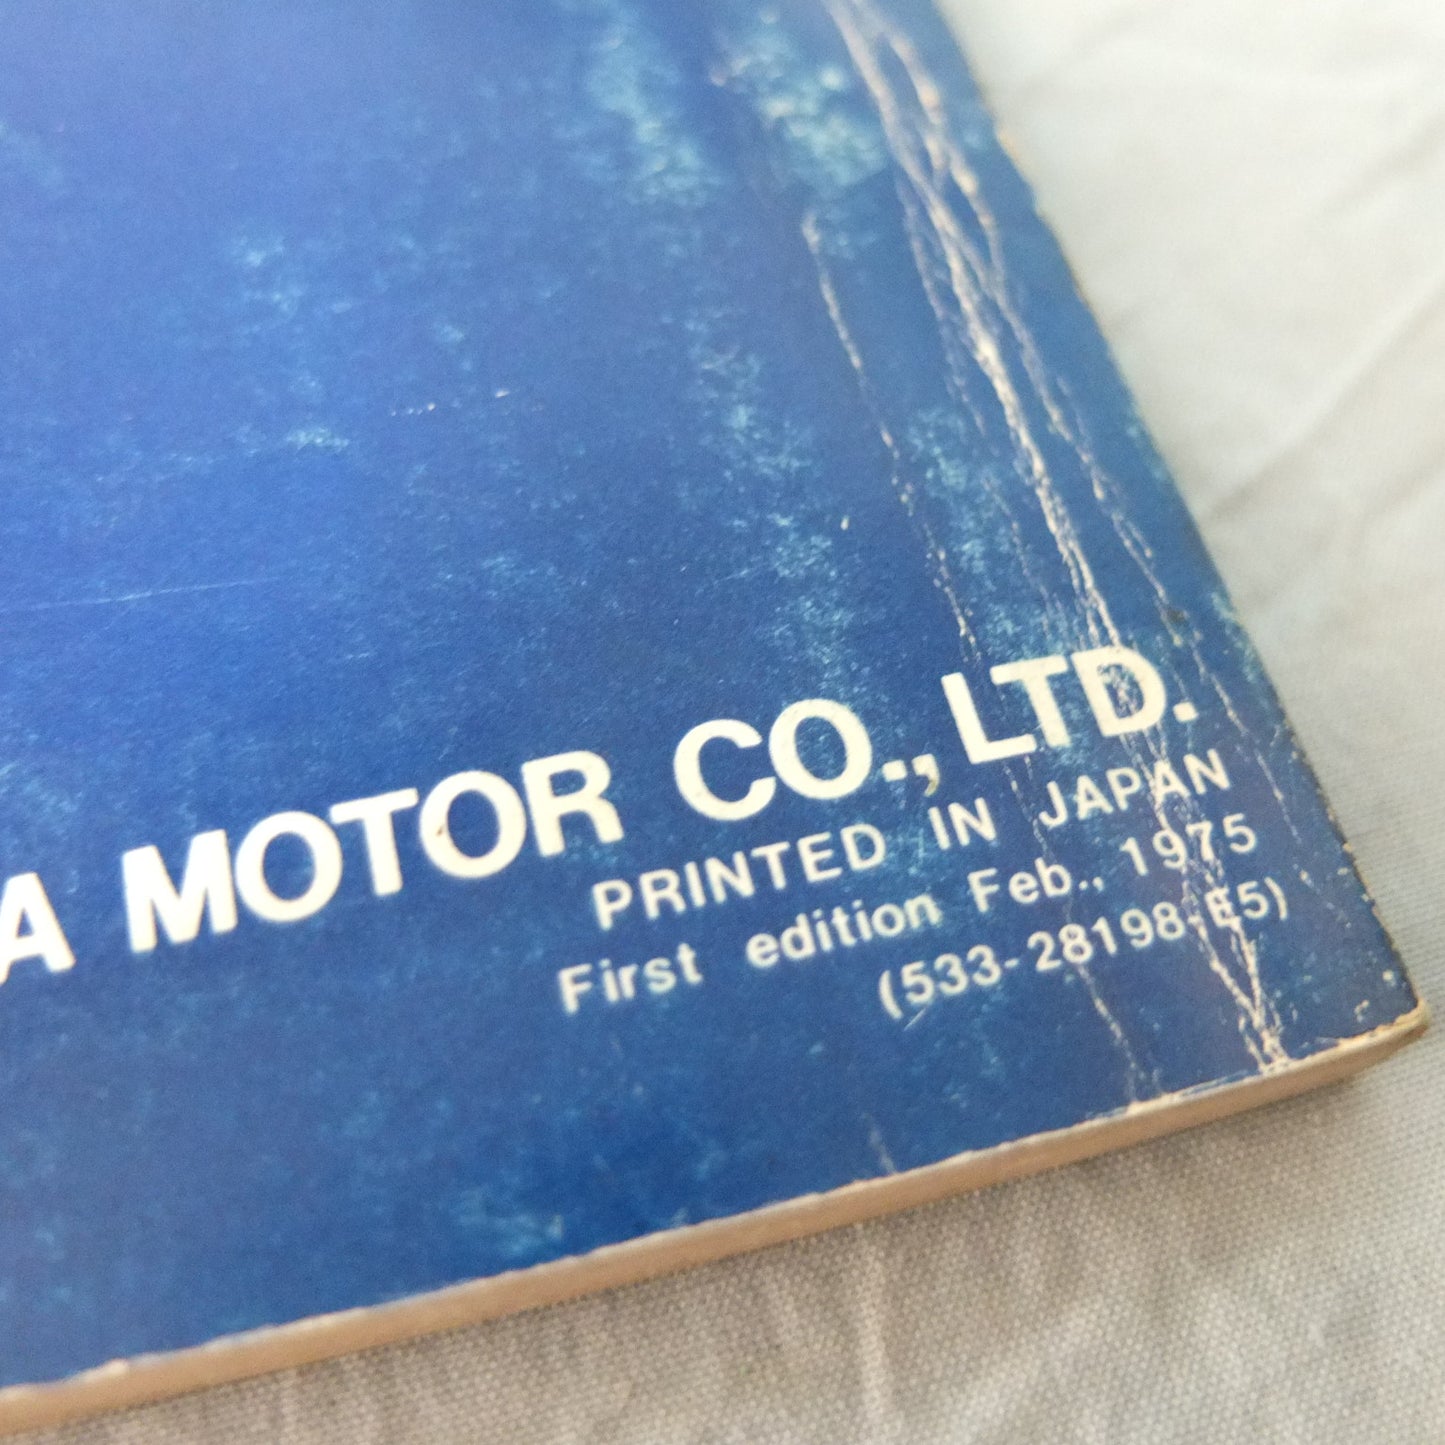 A MOTOR CO., LTD.
PRINTED IN JAPAN
First edition Feb., 1975
(533-28198-E5)